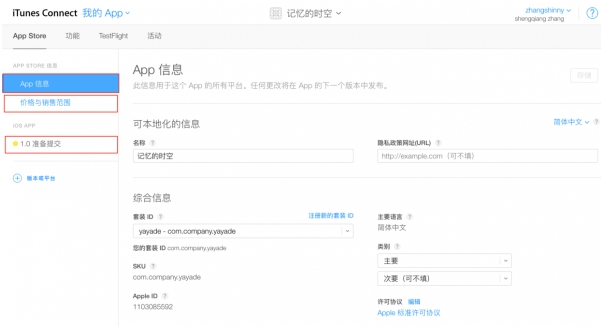 iTunes Connect 我的 App
记忆的时空
zhangshinny
shengqiang zhang
App Store 功能 TestFlight 活动
APP STORE 信息
App 信息
价格与销售范围
iOS APP
1.0 准备提交
版本或平台
App 信息
此信息用于这个 App 的所有平台。任何更改将在 App 的下一个版本中发布。
存储
可本地化的信息
简体中文 ?
名称 ?
记忆的时空
隐私政策网址(URL) ?
http://example.com（可不填）
综合信息
套装 ID ?
注册新的套装 ID
yayade - com.company.yayade
您的套装 ID com.company.yayade
SKU ?
com.company.yayade
Apple ID ?
1103085592
主要语言 ?
简体中文
类别 ?
主要
次要（可不填）
许可协议 编辑
Apple 标准许可协议